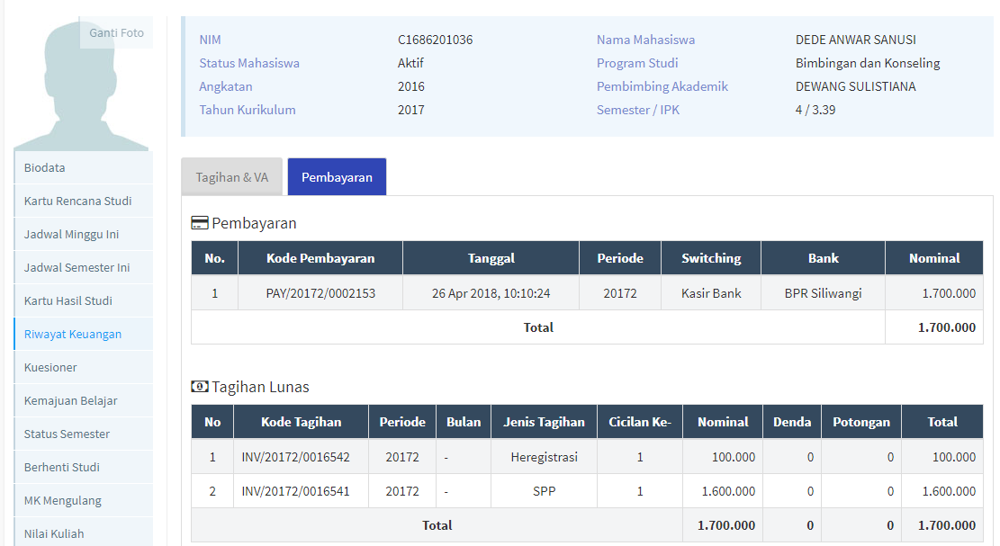 Ganti Foto
NIM C1686201036 Nama Mahasiswa DEDE ANWAR SANUSI
Status Mahasiswa Aktif Program Studi Bimbingan dan Konseling
Angkatan 2016 Pembimbing Akademik DEWANG SULISTIANA
Tahun Kurikulum 2017 Semester / IPK 4 / 3.39
Biodata
Kartu Rencana Studi
Jadwal Minggu Ini
Jadwal Semester Ini
Kartu Hasil Studi
Riwayat Keuangan
Kuesioner
Kemajuan Belajar
Status Semester
Berhenti Studi
MK Mengulang
Nilai Kuliah
Tagihan & VA Pembayaran
Pembayaran
No. Kode Pembayaran Tanggal Periode Switching Bank Nominal
1 PAY/20172/0002153 26 Apr 2018, 10:10:24 20172 Kasir Bank BPR Siliwangi 1.700.000
Total 1.700.000
Tagihan Lunas
No Kode Tagihan Periode Bulan Jenis Tagihan Cicilan Ke- Nominal Denda Potongan Total
1 INV/20172/0016542 20172 - Heregistrasi 1 100.000 0 0 100.000
2 INV/20172/0016541 20172 - SPP 1 1.600.000 0 0 1.600.000
Total 1.700.000 0 0 1.700.000